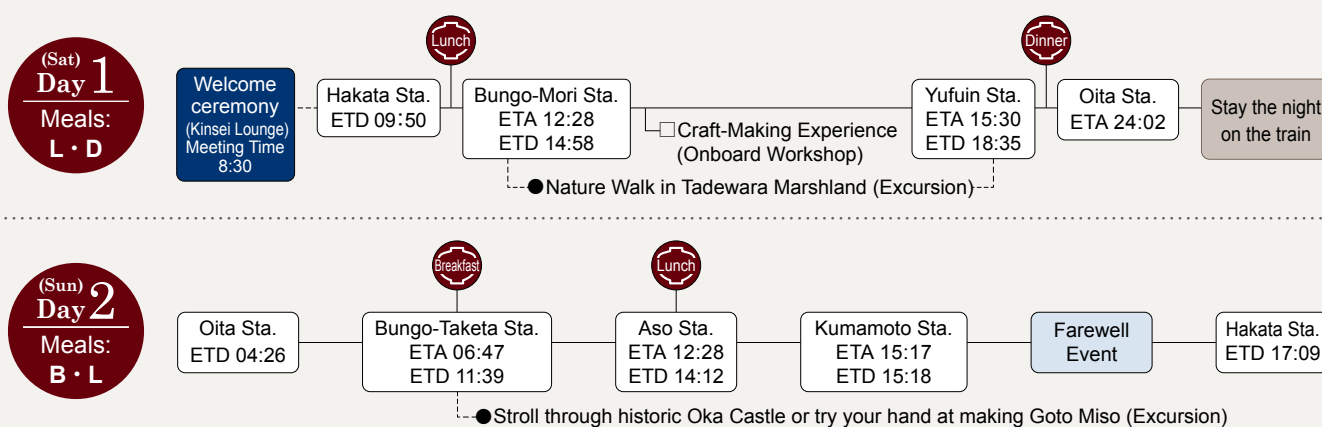 (Sat)
Day 1
Meals:
L・D
Welcome
ceremony
(Kinsei Lounge)
Meeting Time
8:30
Hakata Sta.
ETD 09:50
Lunch
Bungo-Mori Sta.
ETA 12:28
ETD 14:58
□Craft-Making Experience
(Onboard Workshop)
●Nature Walk in Tadewara Marshland (Excursion)
Yufuin Sta.
ETA 15:30
ETD 18:35
Dinner
Oita Sta.
ETA 24:02
Stay the night
on the train
(Sun)
Day 2
Meals:
B・L
Oita Sta.
ETD 04:26
Breakfast
Bungo-Taketa Sta.
ETA 06:47
ETD 11:39
●Stroll through historic Oka Castle or try your hand at making Goto Miso (Excursion)
Lunch
Aso Sta.
ETA 12:28
ETD 14:12
Kumamoto Sta.
ETA 15:17
ETD 15:18
Farewell
Event
Hakata Sta.
ETD 17:09